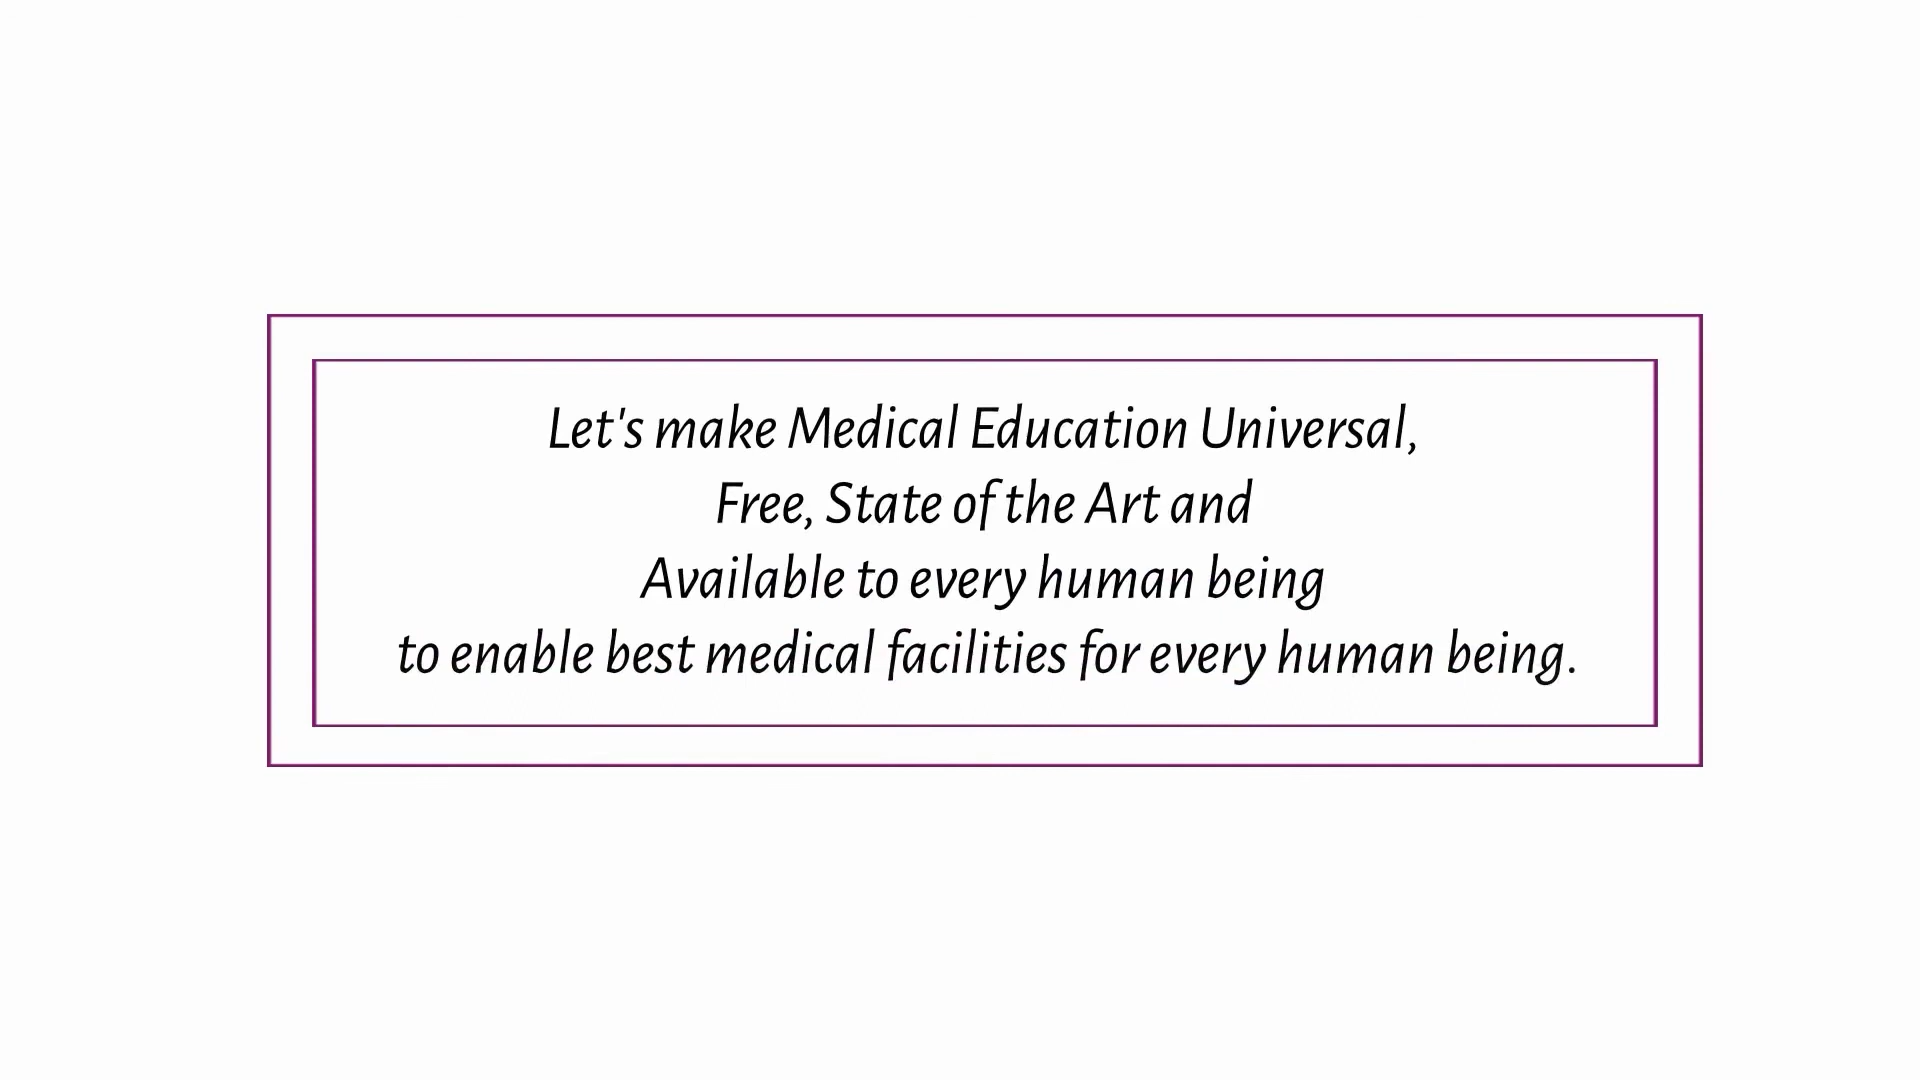 Let's make Medical Education Universal,
Free, State of the Art and
Available to every human being
to enable best medical facilities for every human being.